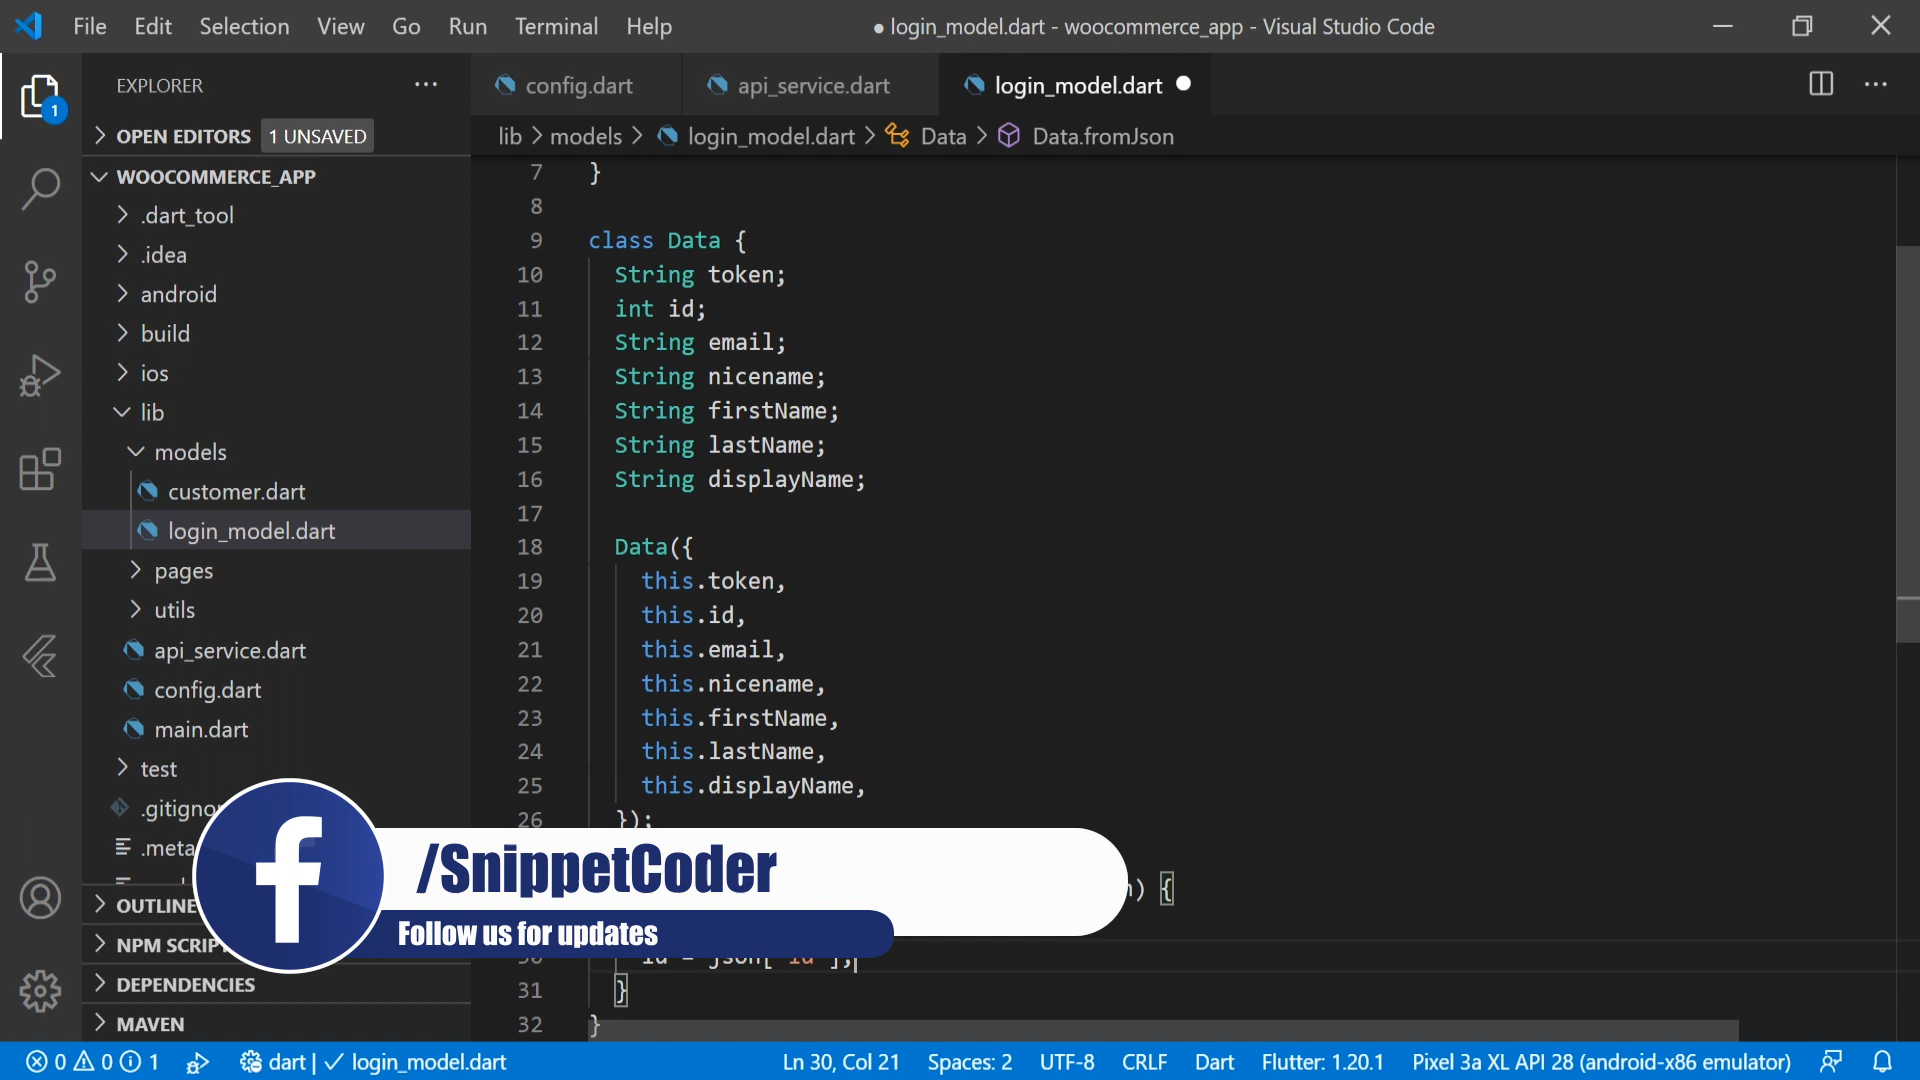 File Edit Selection View Go Run Terminal Help
● login_model.dart - woocommerce_app - Visual Studio Code
EXPLORER
1
OPEN EDITORS 1 UNSAVED
WOOCOMMERCE_APP
.dart_tool
.idea
android
build
ios
lib
models
customer.dart
login_model.dart
pages
utils
api_service.dart
config.dart
main.dart
test
OUTLINE
DEPENDENCIES
MAVEN
config.dart api_service.dart login_model.dart ●
lib > models > login_model.dart > Data > Data.fromJson
7 }
8
9 class Data {
10 String token;
11 int id;
12 String email;
13 String nicename;
14 String firstName;
15 String lastName;
16 String displayName;
17
18 Data({
19 this.token,
20 this.id,
21 this.email,
22 this.nicename,
23 this.firstName,
24 this.lastName,
25 this.displayName,
26 });
) {
30 id = json['id'];
31 }
32 }
f
/SnippetCoder
Follow us for updates
0 0 1 dart | ✓ login_model.dart
Ln 30, Col 21 Spaces: 2 UTF-8 CRLF Dart Flutter: 1.20.1 Pixel 3a XL API 28 (android-x86 emulator)